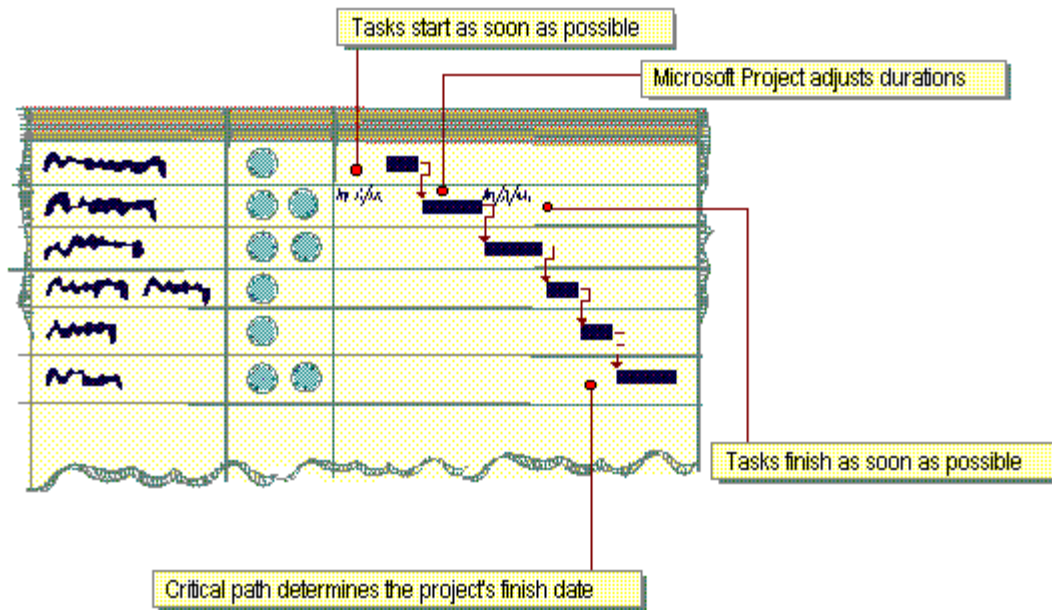 Tasks start as soon as possible
Microsoft Project adjusts durations
Tasks finish as soon as possible
Critical path determines the project's finish date